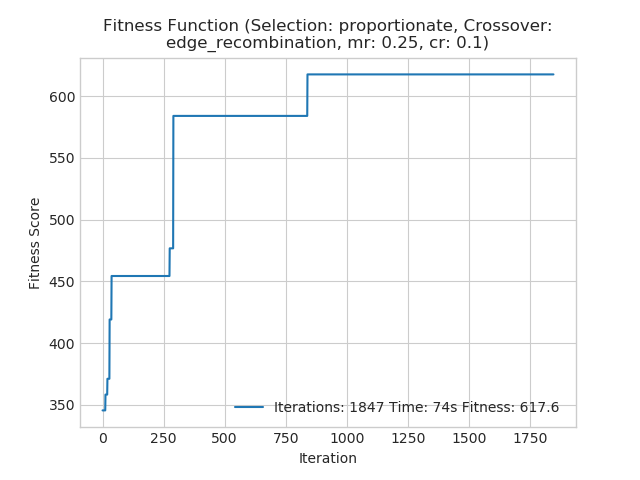 Fitness Function (Selection: proportionate, Crossover:
edge_recombination, mr: 0.25, cr: 0.1)
Fitness Score
600
550
500
450
400
350
Iterations: 1847 Time: 74s Fitness: 617.6
0 250 500 750 1000 1250 1500 1750
Iteration